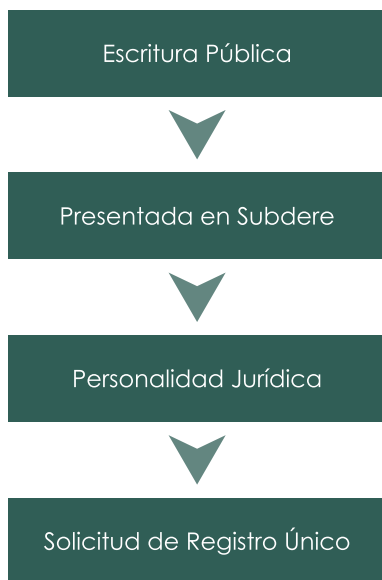 Escritura Pública
Presentada en Subdere
Personalidad Jurídica
Solicitud de Registro Único